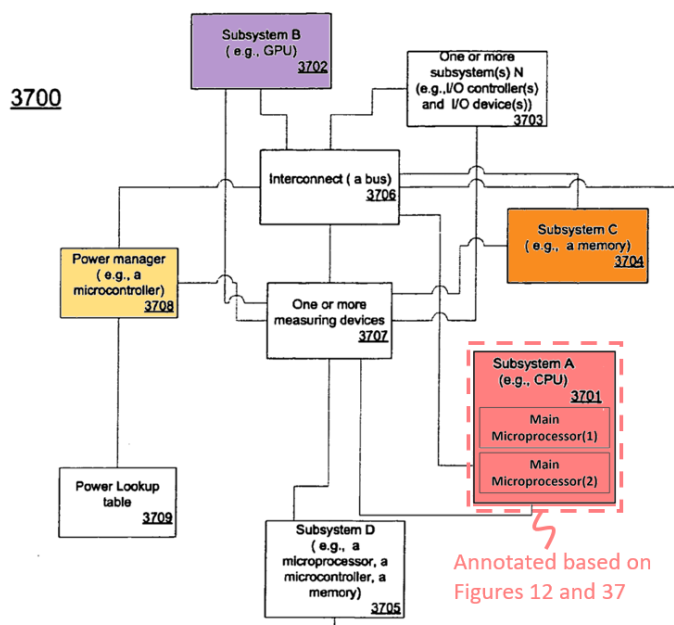 3700
Subsystem B
( e.g., GPU)
3702
One or more
subsystem(s) N
(e.g.,I/O controller(s)
and I/O device(s))
3703
Interconnect ( a bus)
3706
Subsystem C
( e.g., a memory)
3704
Power manager
( e.g., a
microcontroller)
3708
One or more
measuring devices
3707
Subsystem A
(e.g., CPU)
3701
Main
Microprocessor(1)
Main
Microprocessor(2)
Power Lookup
table
3709
Subsystem D
( e.g., a
microprocessor, a
microcontroller, a
memory)
3705
Annotated based on
Figures 12 and 37